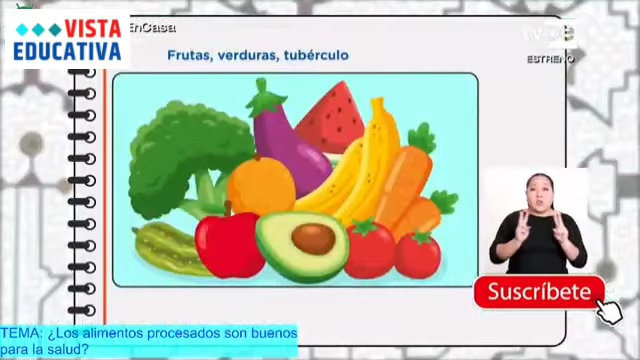 VISTA
EDUCATIVA
EnCasa
ESTRENO
Frutas, verduras, tubérculo
Suscríbete
TEMA: ¿Los alimentos procesados son buenos
para la salud?